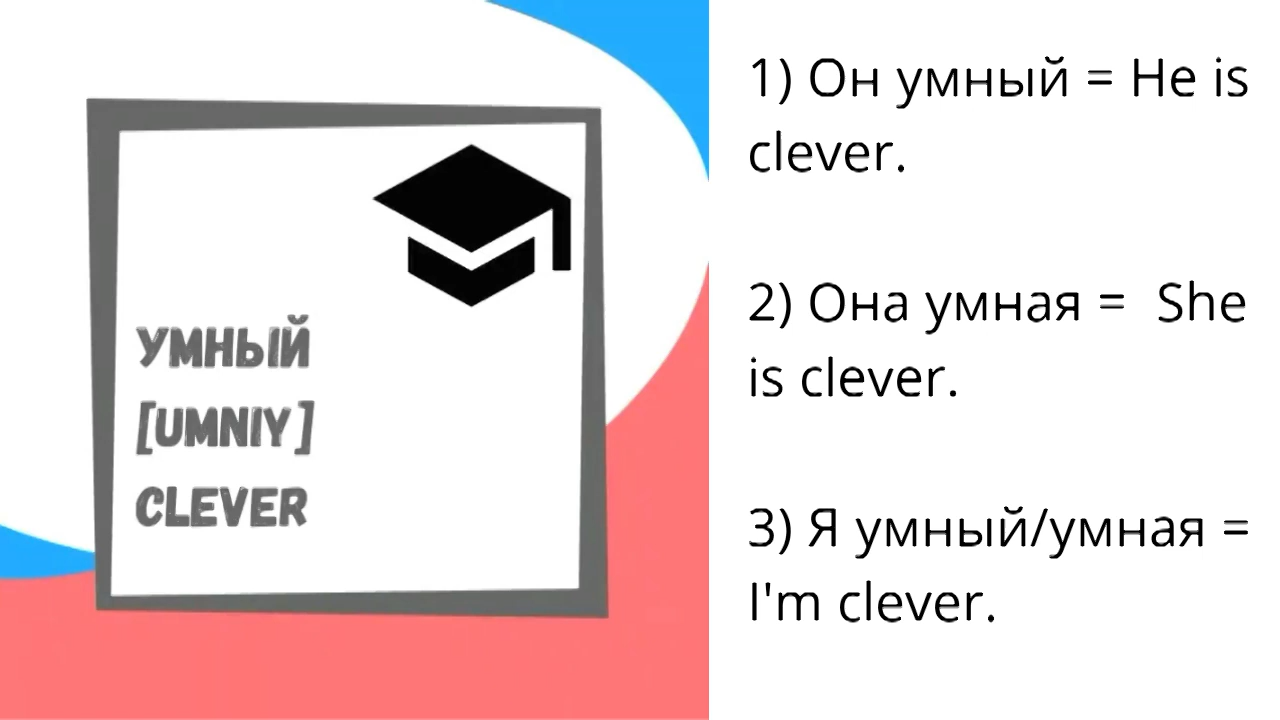 УМНЫЙ
[UMNIY]
CLEVER
1) Он умный = He is
clever.
2) Она умная = She
is clever.
3) Я умный/умная =
I'm clever.